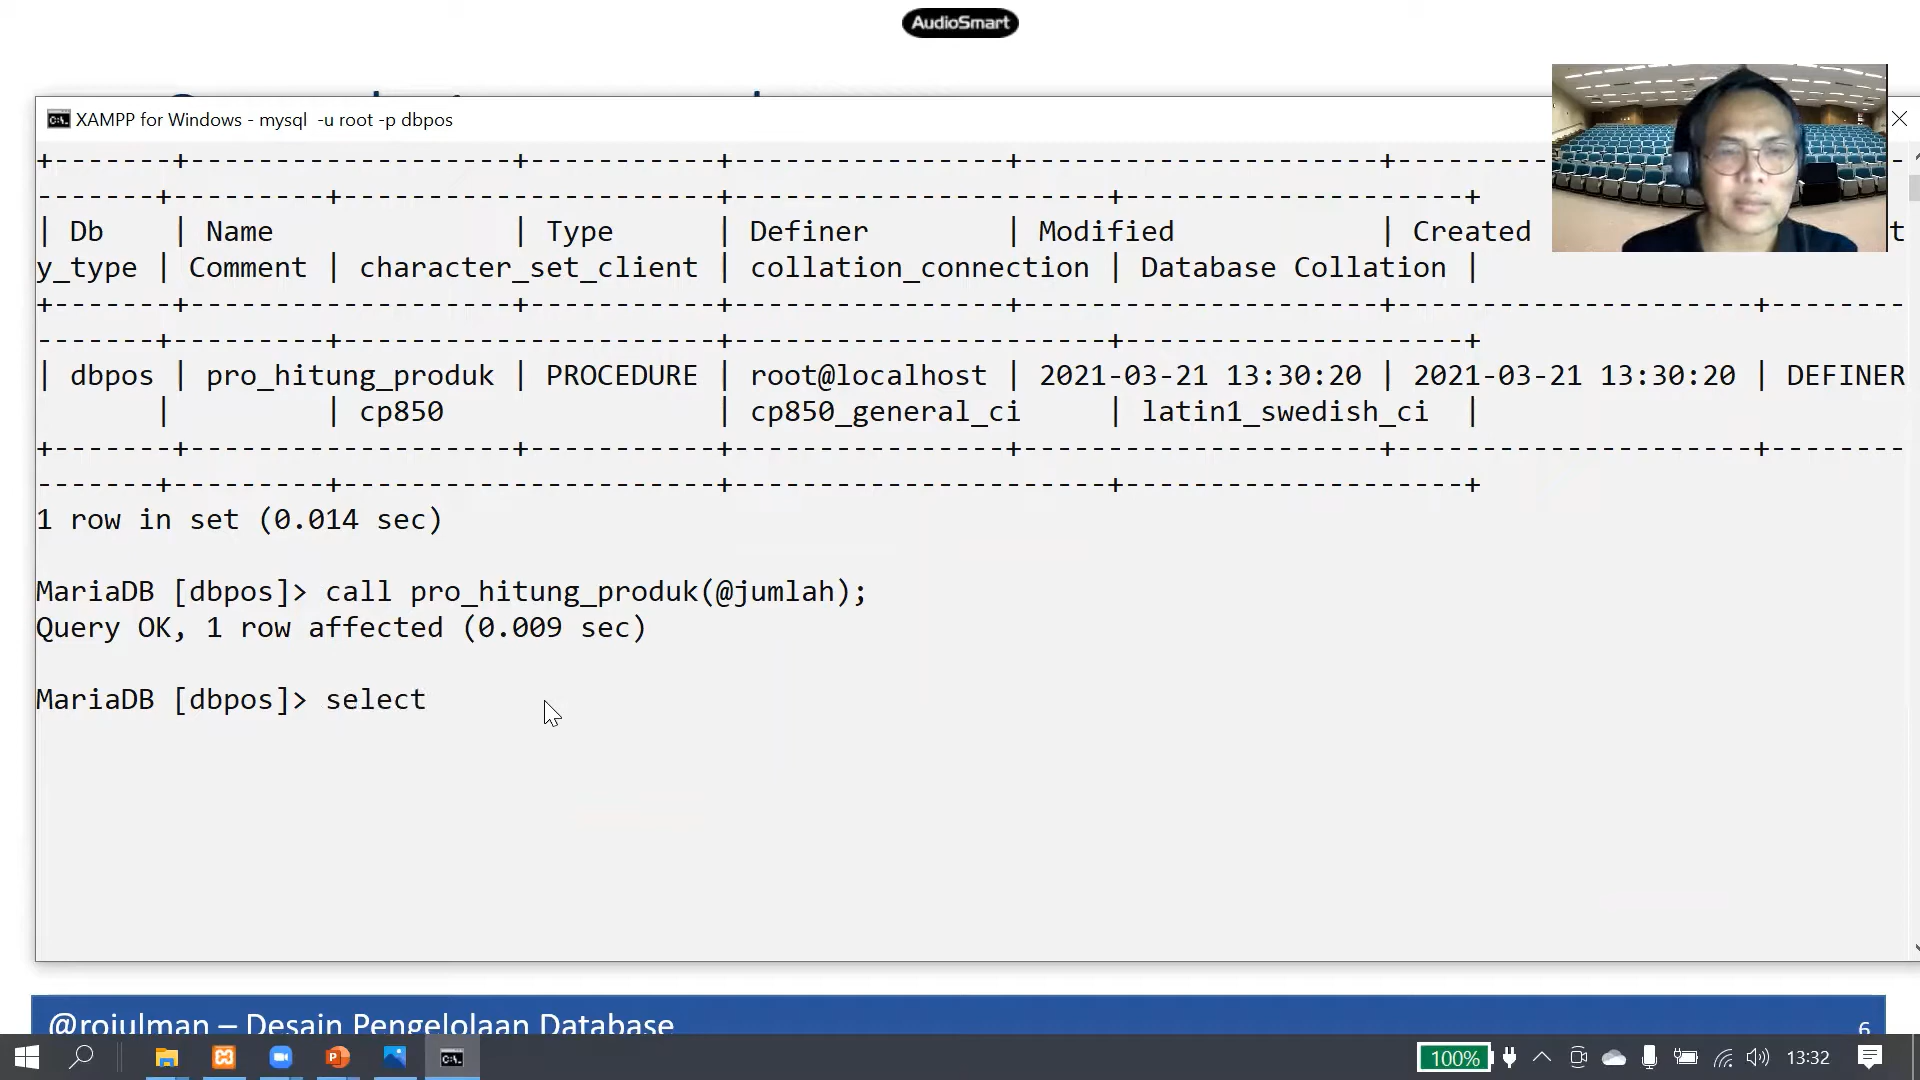 AudioSmart
XAMPP for Windows - mysql -u root -p dbpos
+-------+--------------------+-----------+----------------+---------------------+---------
-------+---------+----------------------+----------------------+--------------------+
| Db | Name | Type | Definer | Modified | Created t
y_type | Comment | character_set_client | collation_connection | Database Collation |
+-------+-------------------+-----------+----------------+---------------------+---------------------+--------
-------+---------+----------------------+----------------------+--------------------+
| dbpos | pro_hitung_produk | PROCEDURE | root@localhost | 2021-03-21 13:30:20 | 2021-03-21 13:30:20 | DEFINER
| | cp850 | cp850_general_ci | latin1_swedish_ci |
+-------+-------------------+-----------+----------------+---------------------+---------------------+--------
-------+---------+----------------------+----------------------+--------------------+
1 row in set (0.014 sec)
MariaDB [dbpos]> call pro_hitung_produk(@jumlah);
Query OK, 1 row affected (0.009 sec)
MariaDB [dbpos]> select
@rojulman – Desain Pengelolaan Database
6
100%
13:32